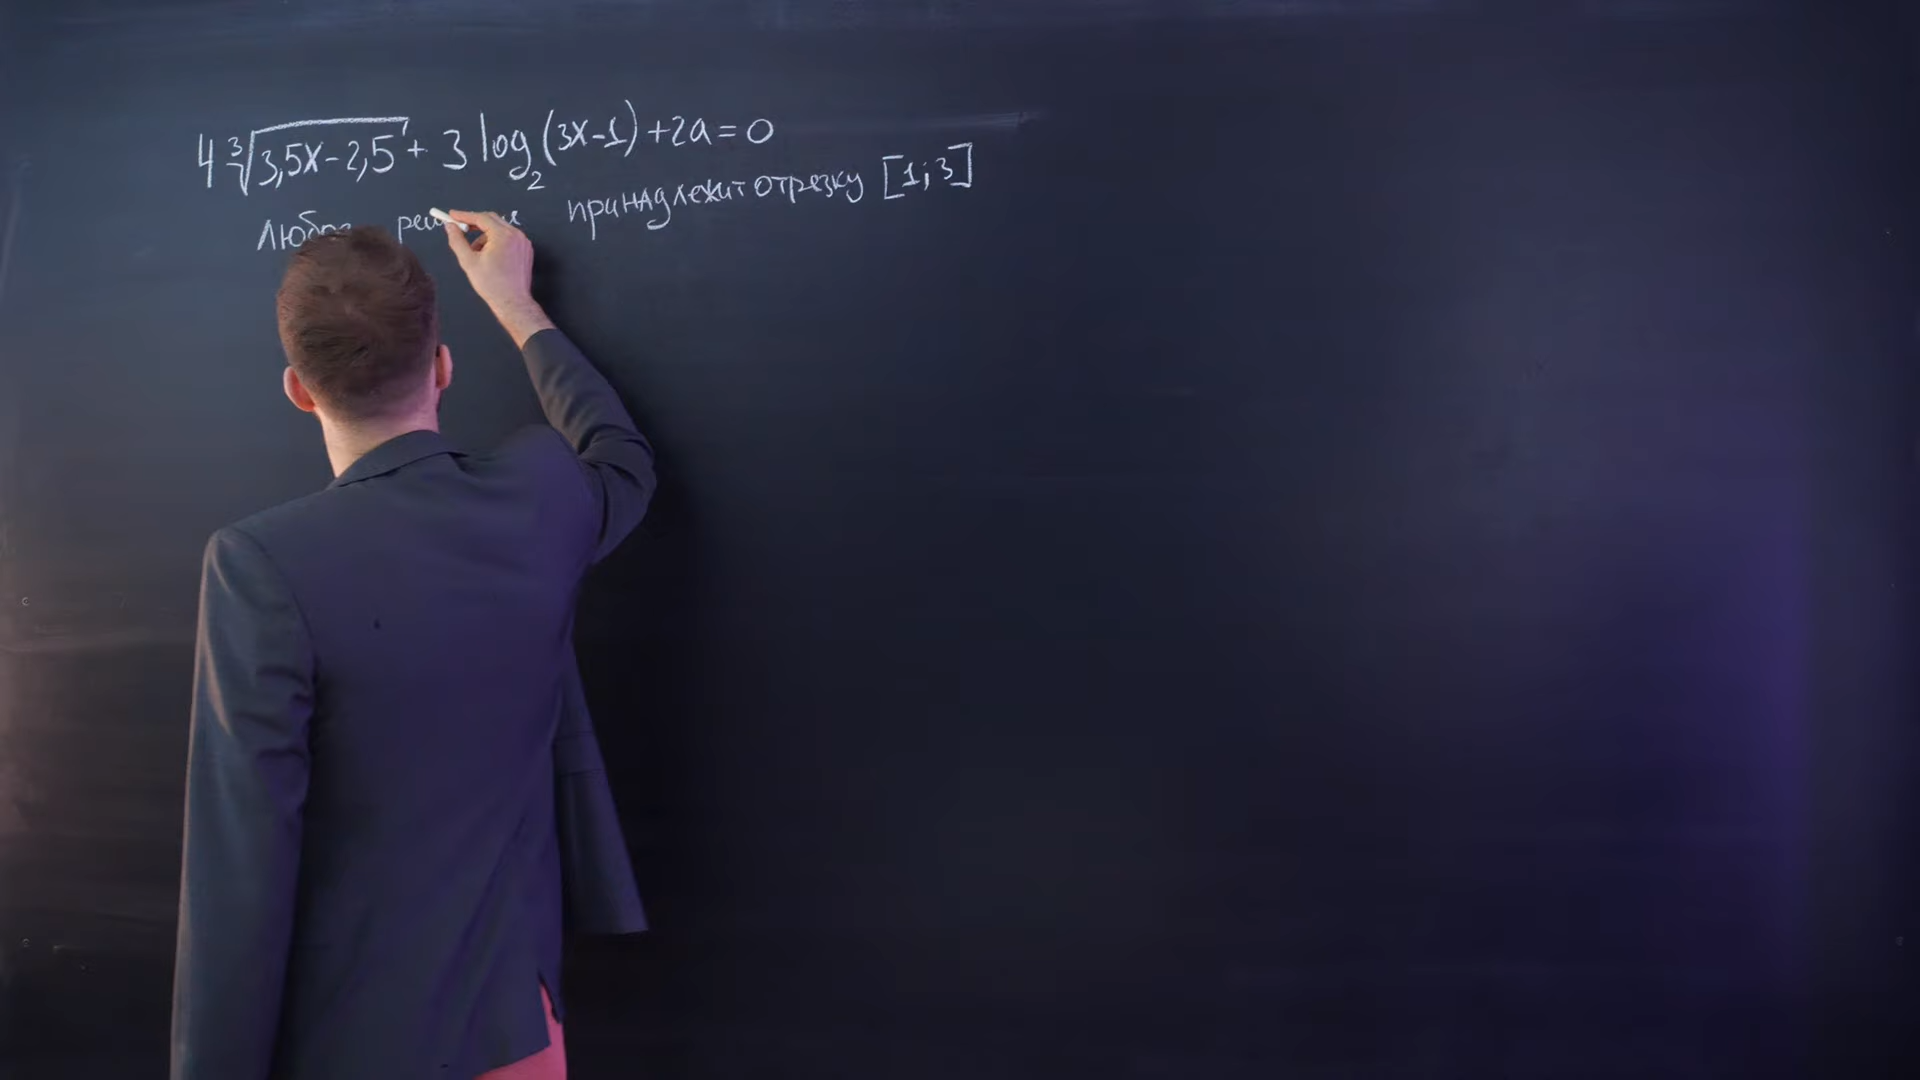 4∛(3,5x-2,5) + 3 log₂(3x-1) + 2a = 0
принадлежит отрезку [1;3]